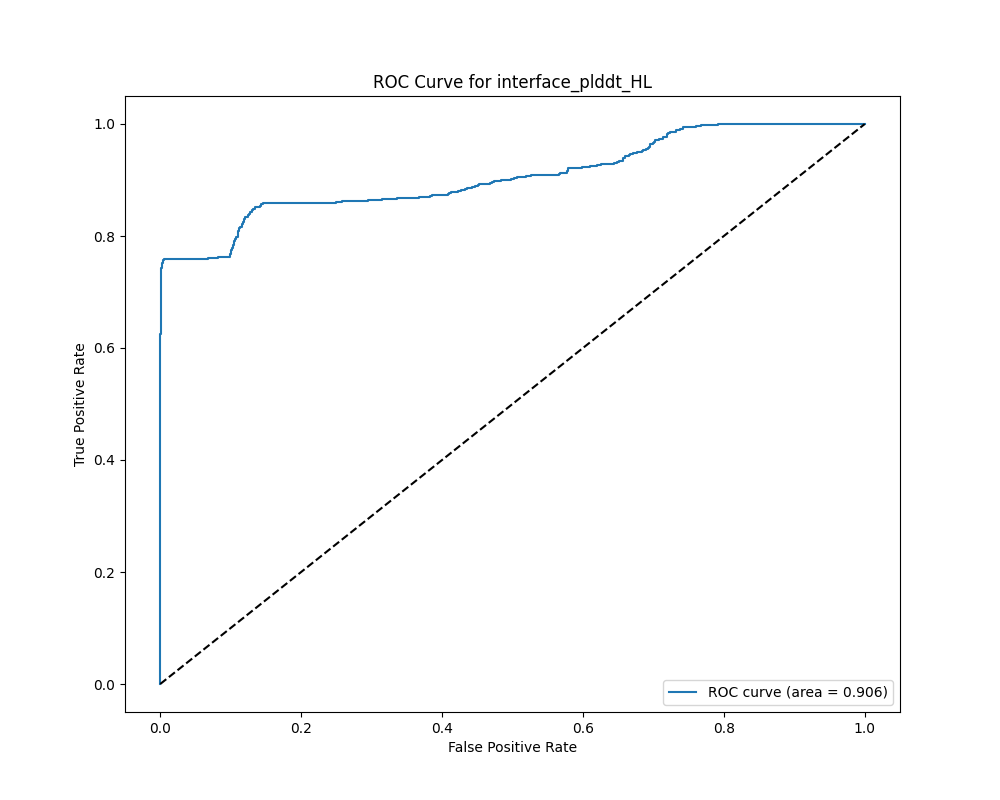 ROC Curve for interface_plddt_HL
1.0
0.8
0.6
0.4
0.2
0.0
True Positive Rate
ROC curve (area = 0.906)
0.0 0.2 0.4 0.6 0.8 1.0
False Positive Rate